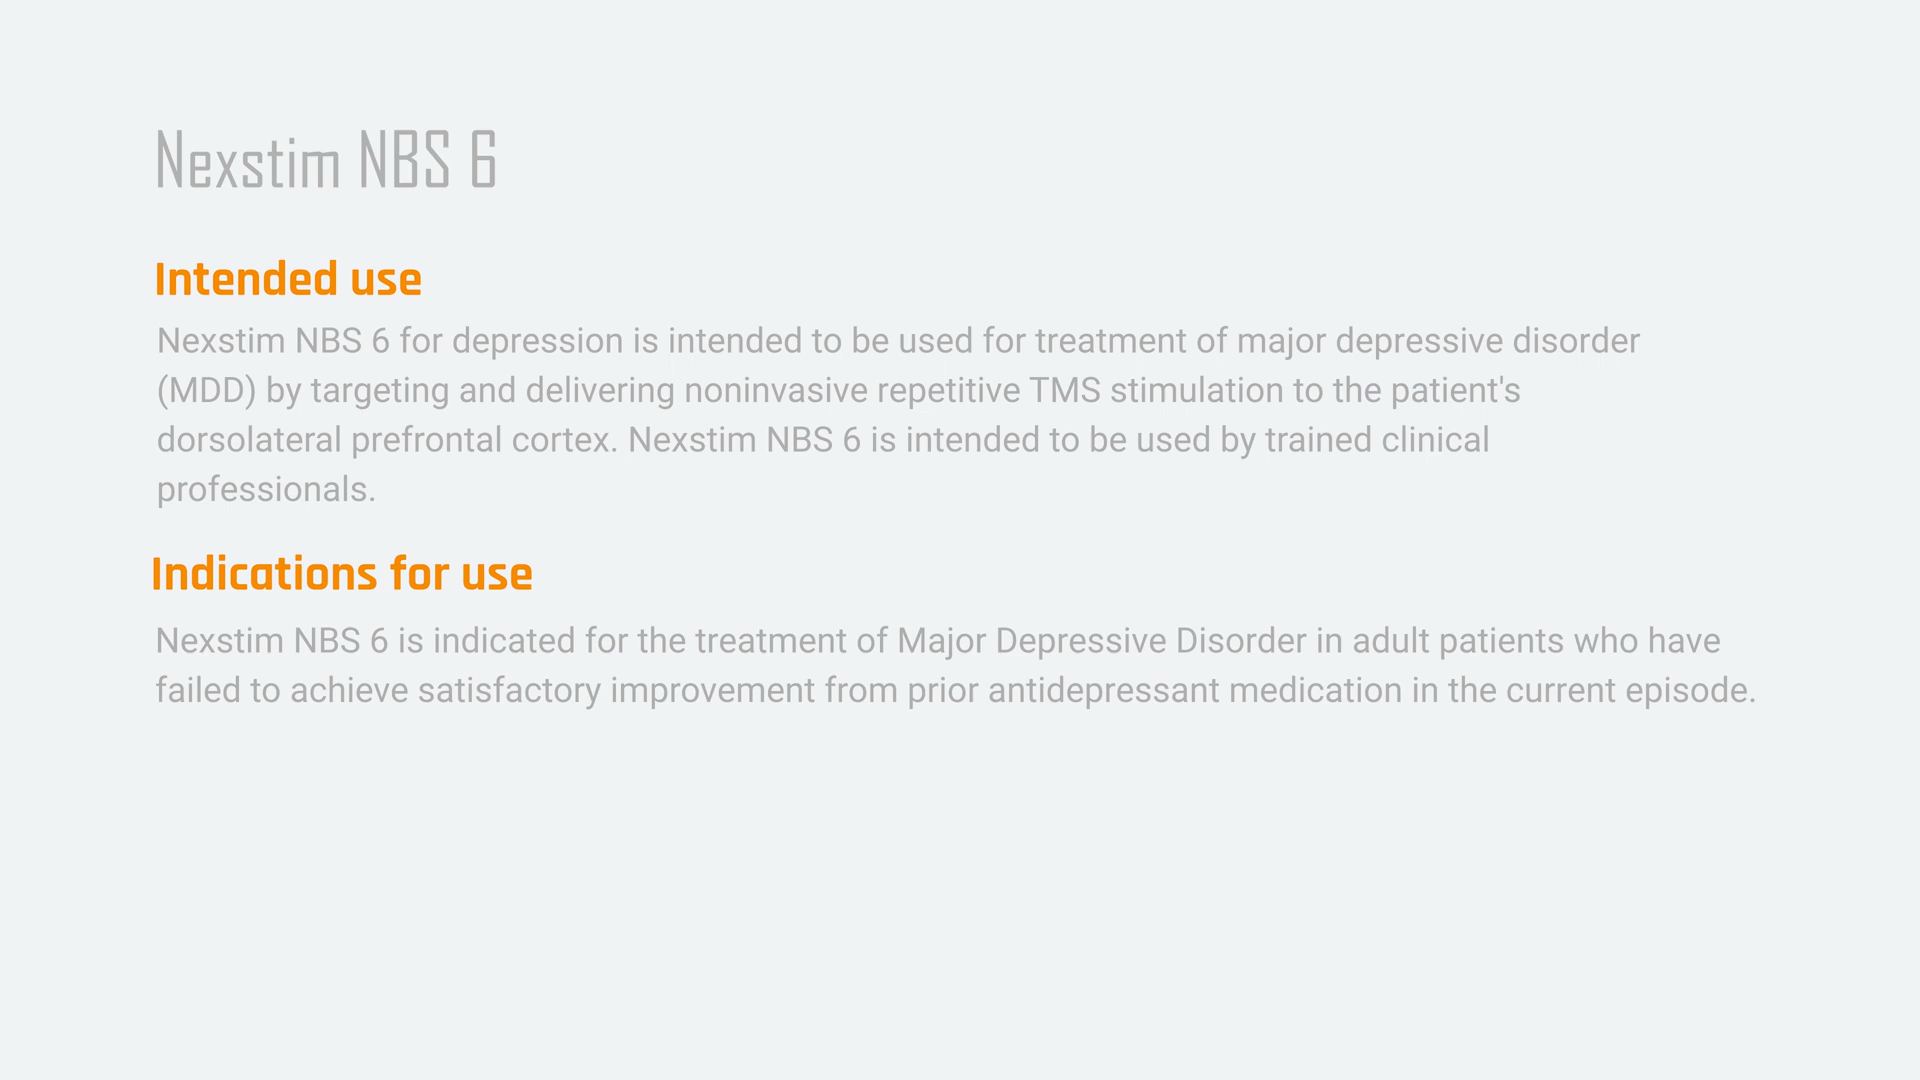 Nexstim NBS 6
Intended use
Nexstim NBS 6 for depression is intended to be used for treatment of major depressive disorder
(MDD) by targeting and delivering noninvasive repetitive TMS stimulation to the patient's
dorsolateral prefrontal cortex. Nexstim NBS 6 is intended to be used by trained clinical
professionals.
Indications for use
Nexstim NBS 6 is indicated for the treatment of Major Depressive Disorder in adult patients who have
failed to achieve satisfactory improvement from prior antidepressant medication in the current episode.